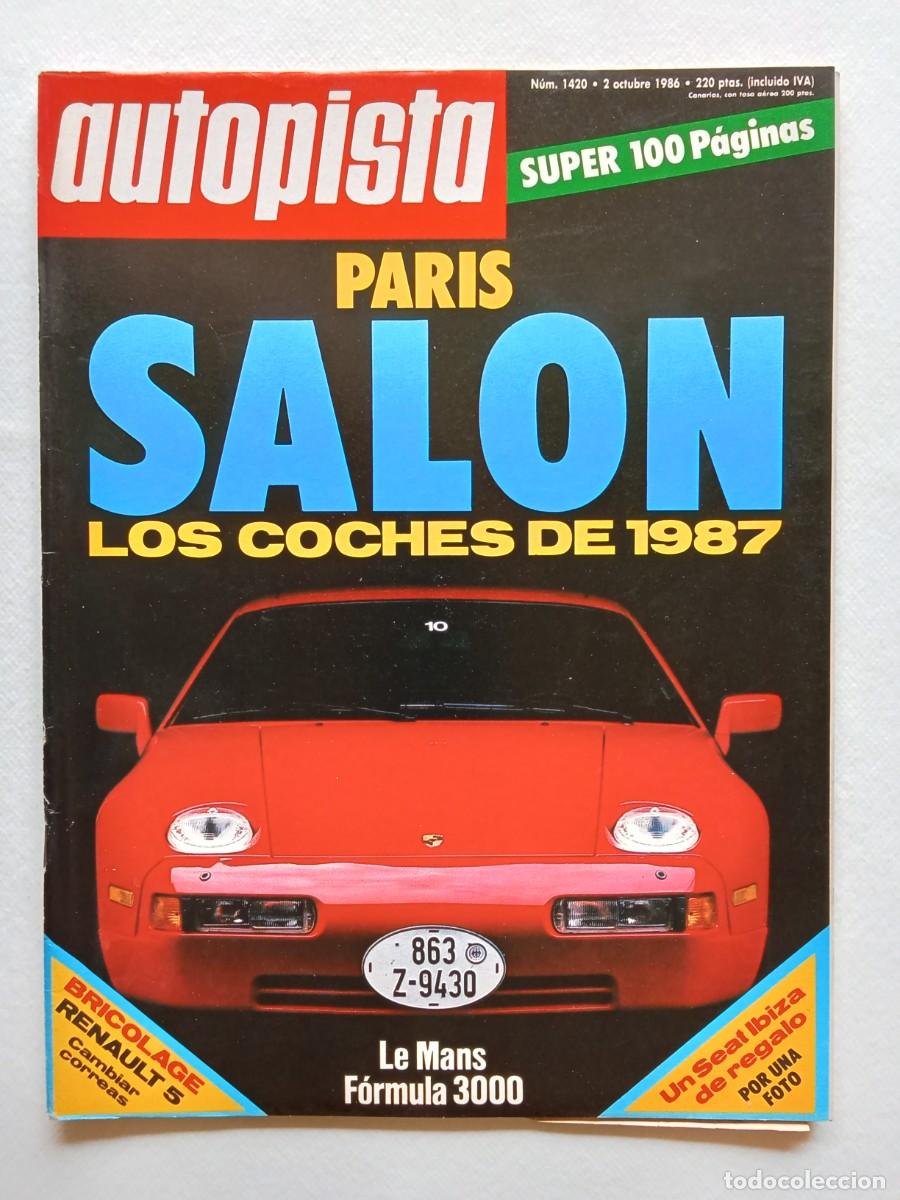 autopista
Núm. 1420 • 2 octubre 1986 • 220 ptas. (incluido IVA)
Canarias, con tasa aérea 200 ptas.
SUPER 100 Páginas
PARIS
SALON
LOS COCHES DE 1987
10
863
Z-9430
BRICOLAGE
RENAULT 5
Cambiar
correas
Le Mans
Fórmula 3000
Un Seat Ibiza
de regalo
POR UNA
FOTO
todocoleccion